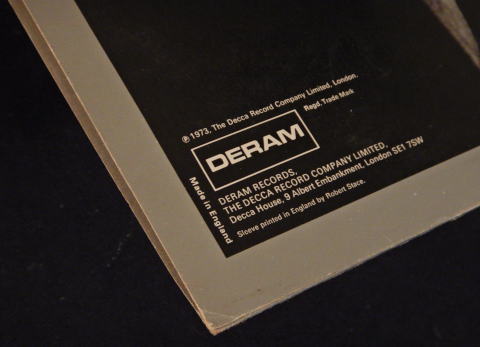 ℗ 1973, The Decca Record Company Limited, London.
DERAM
Regd. Trade Mark
Made in England
DERAM RECORDS,
THE DECCA RECORD COMPANY LIMITED,
Decca House, 9 Albert Embankment, London SE1 7SW
Sleeve printed in England by Robert Stace.